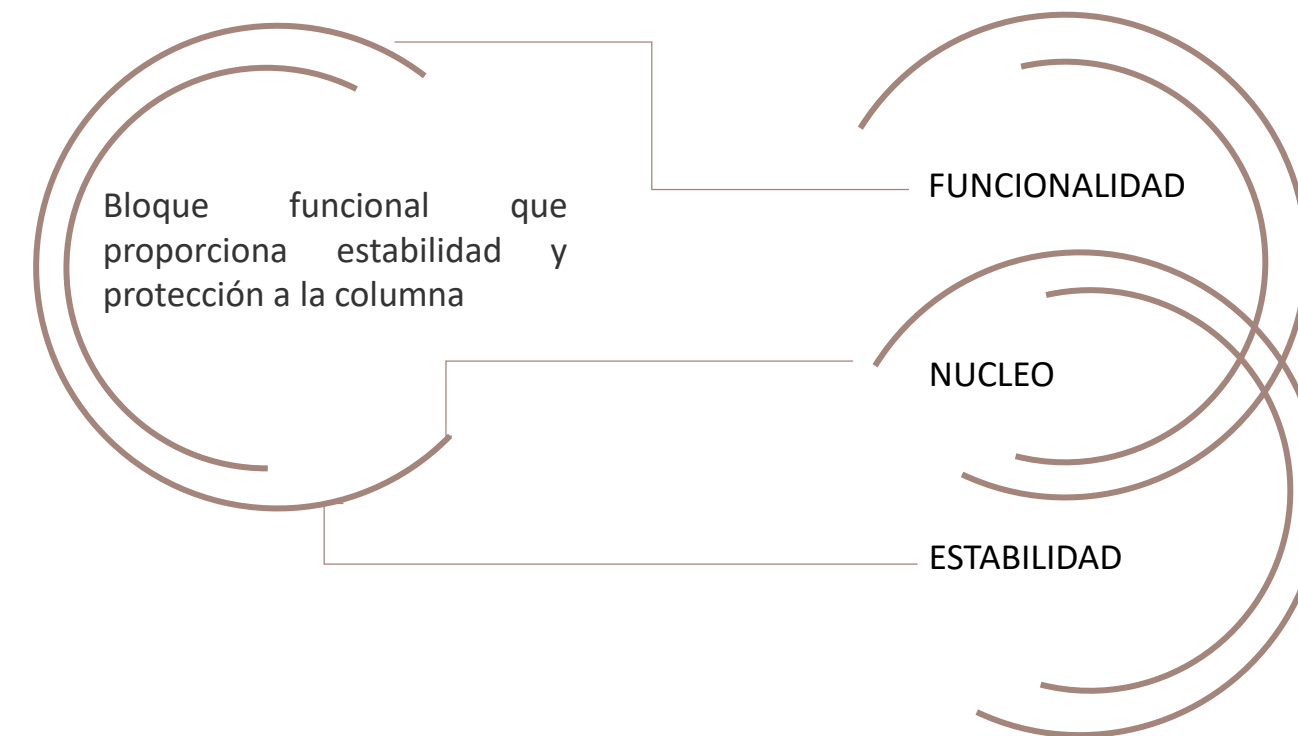 Bloque funcional que
proporciona estabilidad y
protección a la columna
FUNCIONALIDAD
NUCLEO
ESTABILIDAD